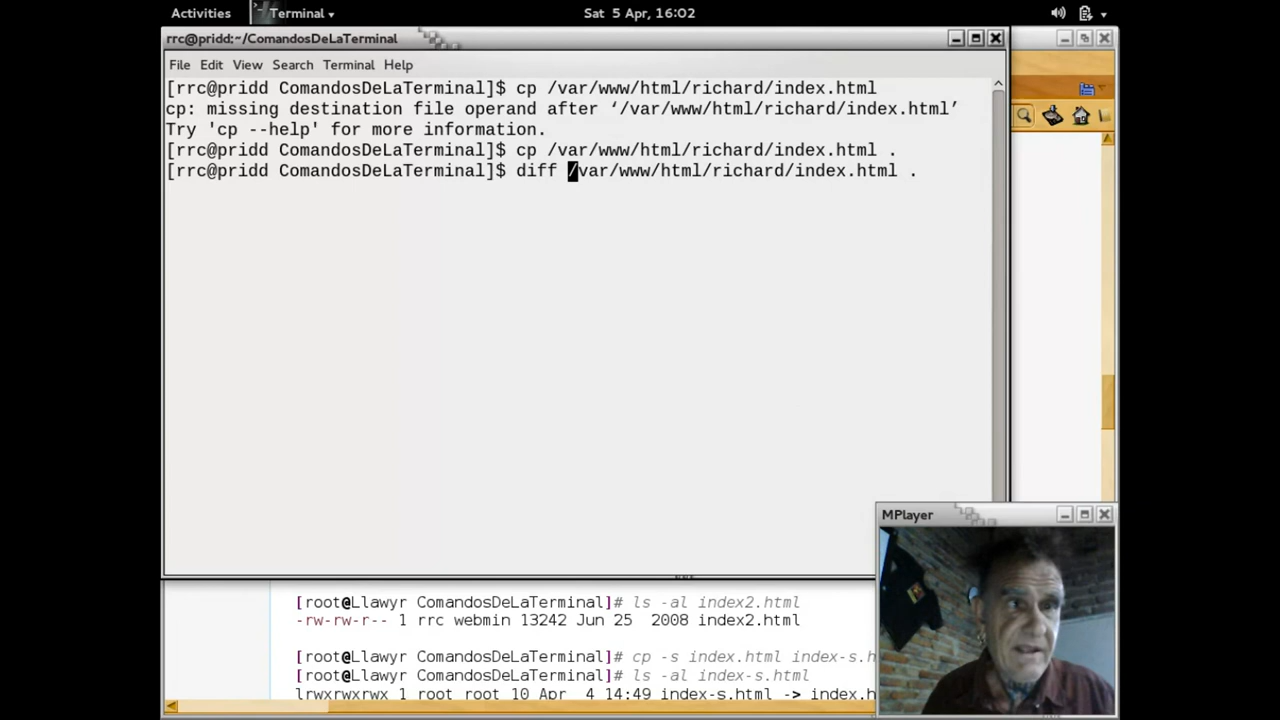 Activities Terminal Sat 5 Apr, 16:02
rrc@pridd:~/ComandosDeLaTerminal
File Edit View Search Terminal Help
[rrc@pridd ComandosDeLaTerminal]$ cp /var/www/html/richard/index.html
cp: missing destination file operand after ‘/var/www/html/richard/index.html’
Try 'cp --help' for more information.
[rrc@pridd ComandosDeLaTerminal]$ cp /var/www/html/richard/index.html .
[rrc@pridd ComandosDeLaTerminal]$ diff /var/www/html/richard/index.html .
MPlayer
[root@Llawyr ComandosDeLaTerminal]# ls -al index2.html
-rw-rw-r-- 1 rrc webmin 13242 Jun 25  2008 index2.html
[root@Llawyr ComandosDeLaTerminal]# cp -s index.html index-s.h
[root@Llawyr ComandosDeLaTerminal]# ls -al index-s.html
lrwxrwxrwx 1 root root 10 Apr  4 14:49 index-s.html -> index.h